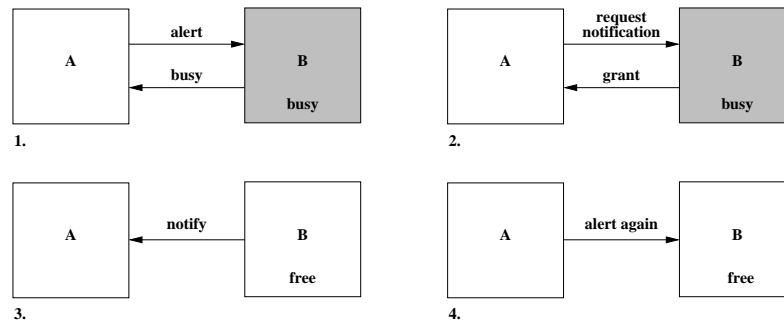 alert
A
B
busy
busy
1.
request
notification
A
B
grant
busy
2.
A
notify
B
free
3.
A
alert again
B
free
4.